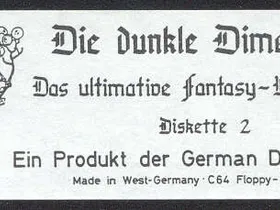 Die dunkle Dime
Das ultimative Fantasy-
Diskette 2
Ein Produkt der German D
Made in West-Germany · C64 Floppy-